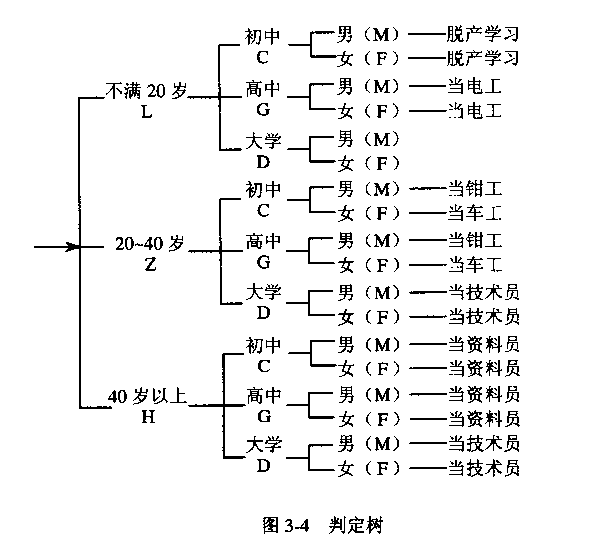 初中 男（M） 脱产学习
C 女（F） 脱产学习
不满 20 岁 高中 男（M） 当电工
L G 女（F） 当电工
大学 男（M）
D 女（F）
初中 男（M） 当钳工
C 女（F） 当车工
20~40 岁 高中 男（M） 当钳工
Z G 女（F） 当车工
大学 男（M） 当技术员
D 女（F） 当技术员
初中 男（M） 当资料员
C 女（F） 当资料员
40 岁以上 高中 男（M） 当资料员
H G 女（F） 当资料员
大学 男（M） 当技术员
D 女（F） 当技术员
图 3-4 判定树